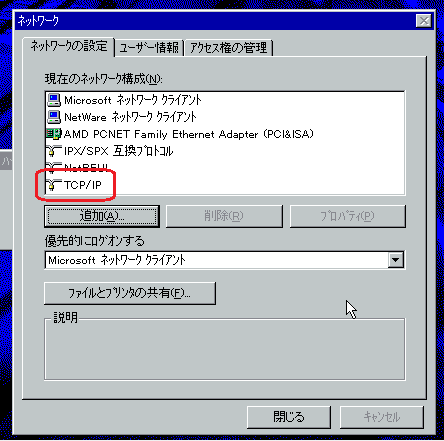 ネットワーク
ネットワークの設定 ユーザー情報 アクセス権の管理
現在のネットワーク構成(N):
Microsoft ネットワーク クライアント
NetWare ネットワーク クライアント
AMD PCNET Family Ethernet Adapter (PCI&ISA)
IPX/SPX 互換プロトコル
NetBEUI
TCP/IP
追加(A)... 削除(R) プロパティ(P)
優先的にログオンする
Microsoft ネットワーク クライアント
ファイルとプリンタの共有(F)...
説明
閉じる キャンセル